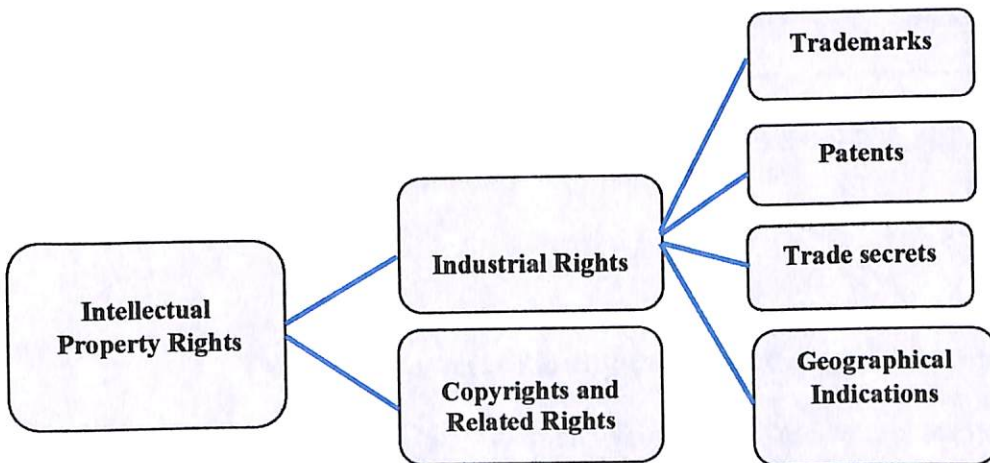 Intellectual
Property Rights
Industrial Rights
Copyrights and
Related Rights
Trademarks
Patents
Trade secrets
Geographical
Indications